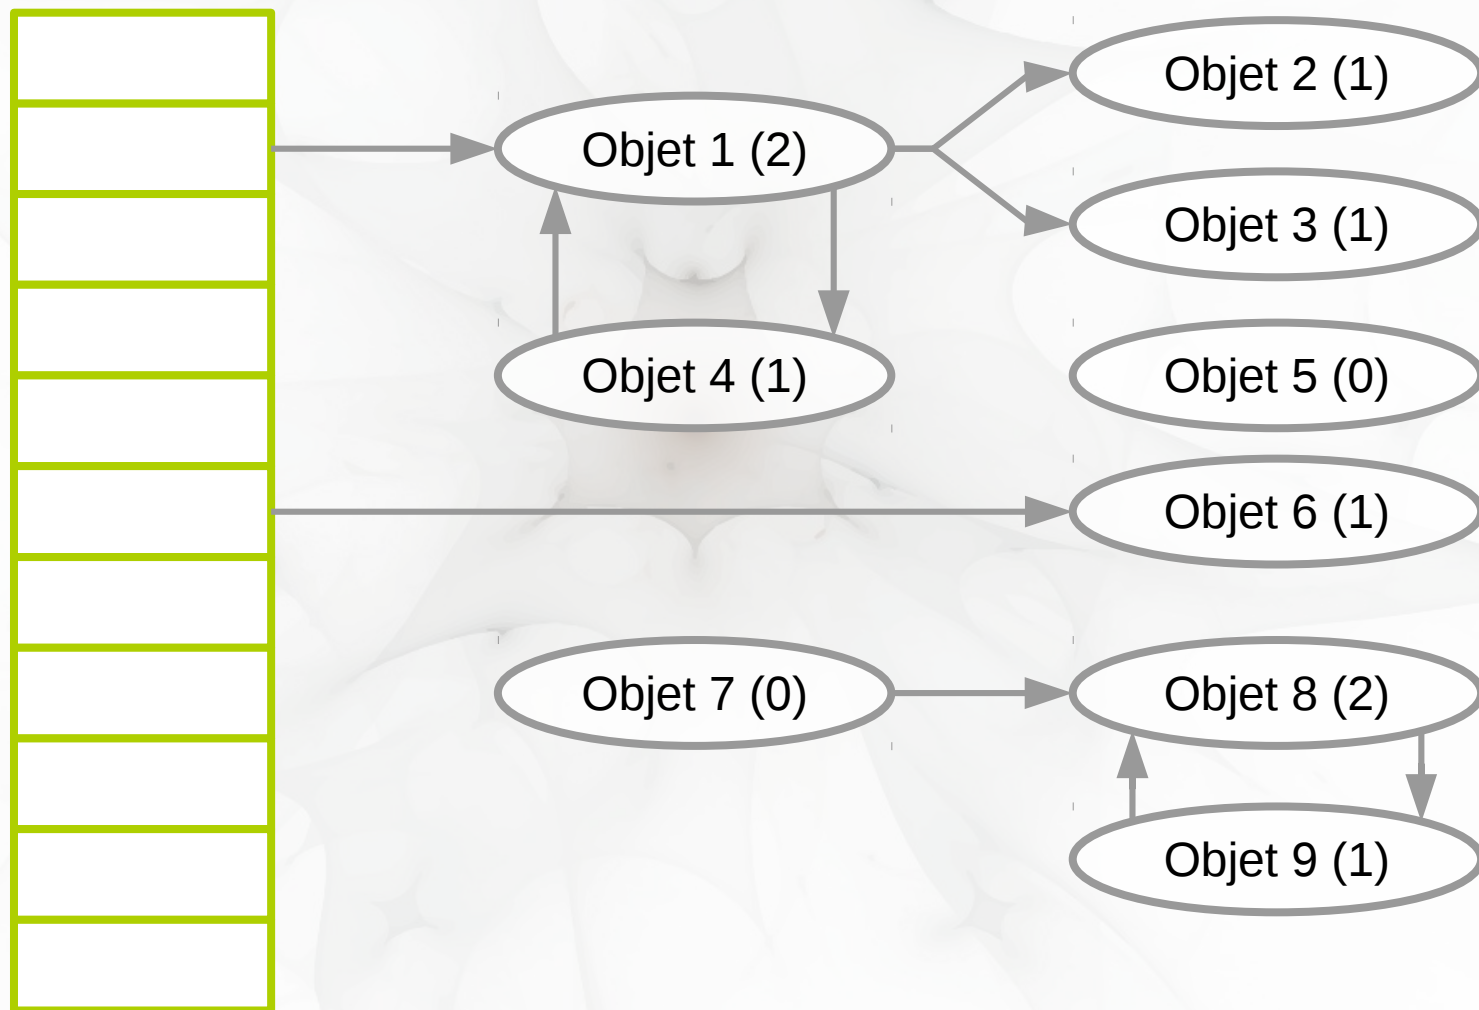 Objet 2 (1)
Objet 1 (2)
Objet 3 (1)
Objet 4 (1)
Objet 5 (0)
Objet 6 (1)
Objet 7 (0)
Objet 8 (2)
Objet 9 (1)